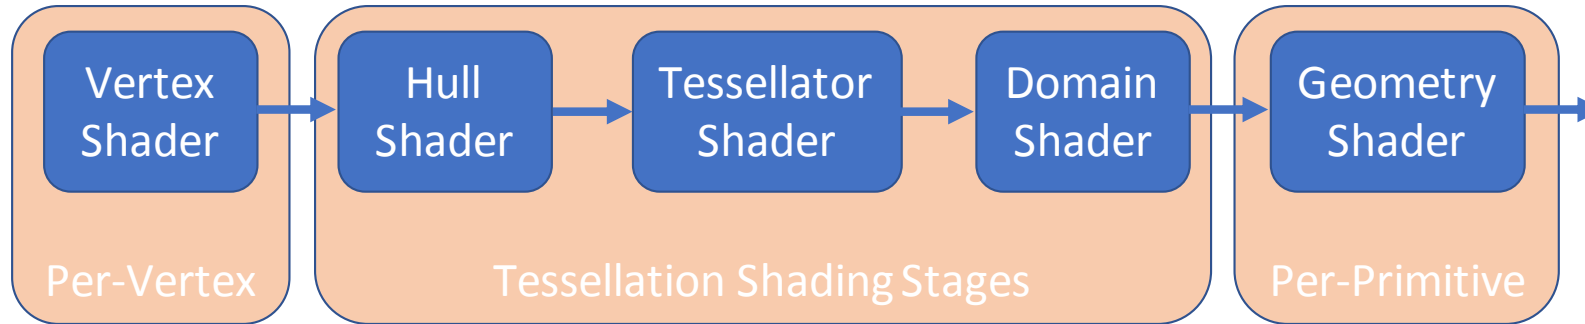 Vertex
Shader
Hull
Shader
Tessellator
Shader
Domain
Shader
Geometry
Shader
Per-Vertex
Tessellation Shading Stages
Per-Primitive